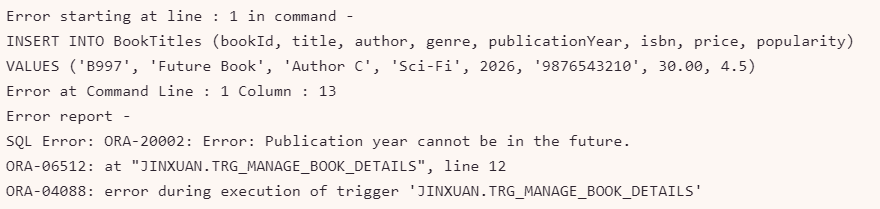 Error starting at line : 1 in command -
INSERT INTO BookTitles (bookId, title, author, genre, publicationYear, isbn, price, popularity)
VALUES ('B997', 'Future Book', 'Author C', 'Sci-Fi', 2026, '9876543210', 30.00, 4.5)
Error at Command Line : 1 Column : 13
Error report -
SQL Error: ORA-20002: Error: Publication year cannot be in the future.
ORA-06512: at "JINXUAN.TRG_MANAGE_BOOK_DETAILS", line 12
ORA-04088: error during execution of trigger 'JINXUAN.TRG_MANAGE_BOOK_DETAILS'